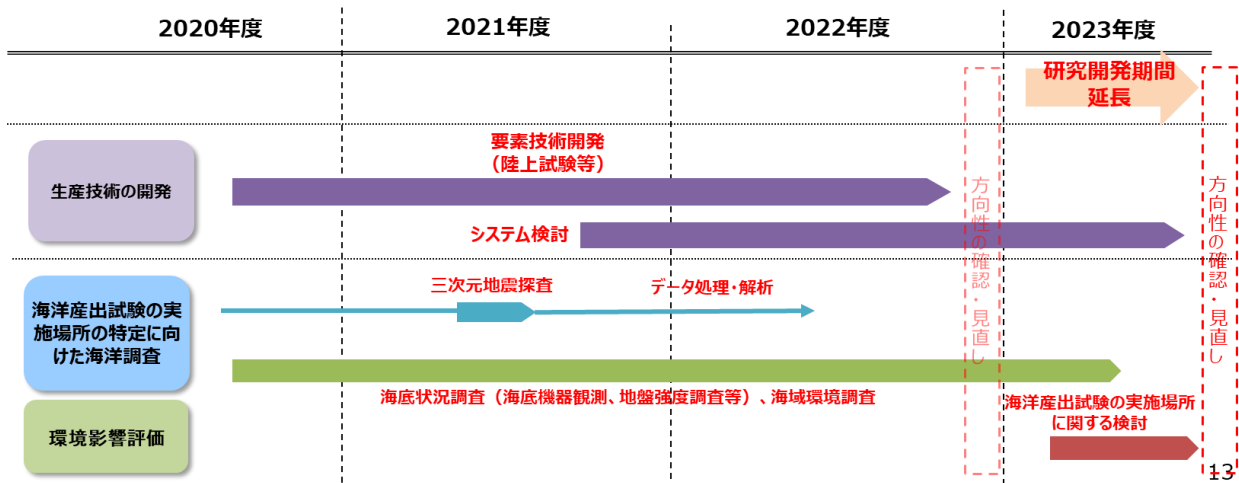 2020年度
2021年度
2022年度
2023年度
研究開発期間
延長
生産技術の開発
要素技術開発
（陸上試験等）
システム検討
方向性の確認・見直し
方向性の確認・見直し
海洋産出試験の実
施場所の特定に向
けた海洋調査
三次元地震探査
データ処理・解析
海底状況調査（海底機器観測、地盤強度調査等）、海域環境調査
環境影響評価
海洋産出試験の実施場所
に関する検討
13